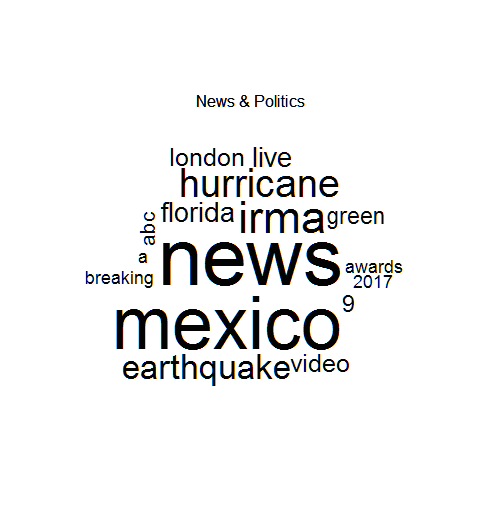 News & Politics
london live
hurricane
abc florida irma green
news
a
breaking
awards
2017
9
mexico
earthquake video